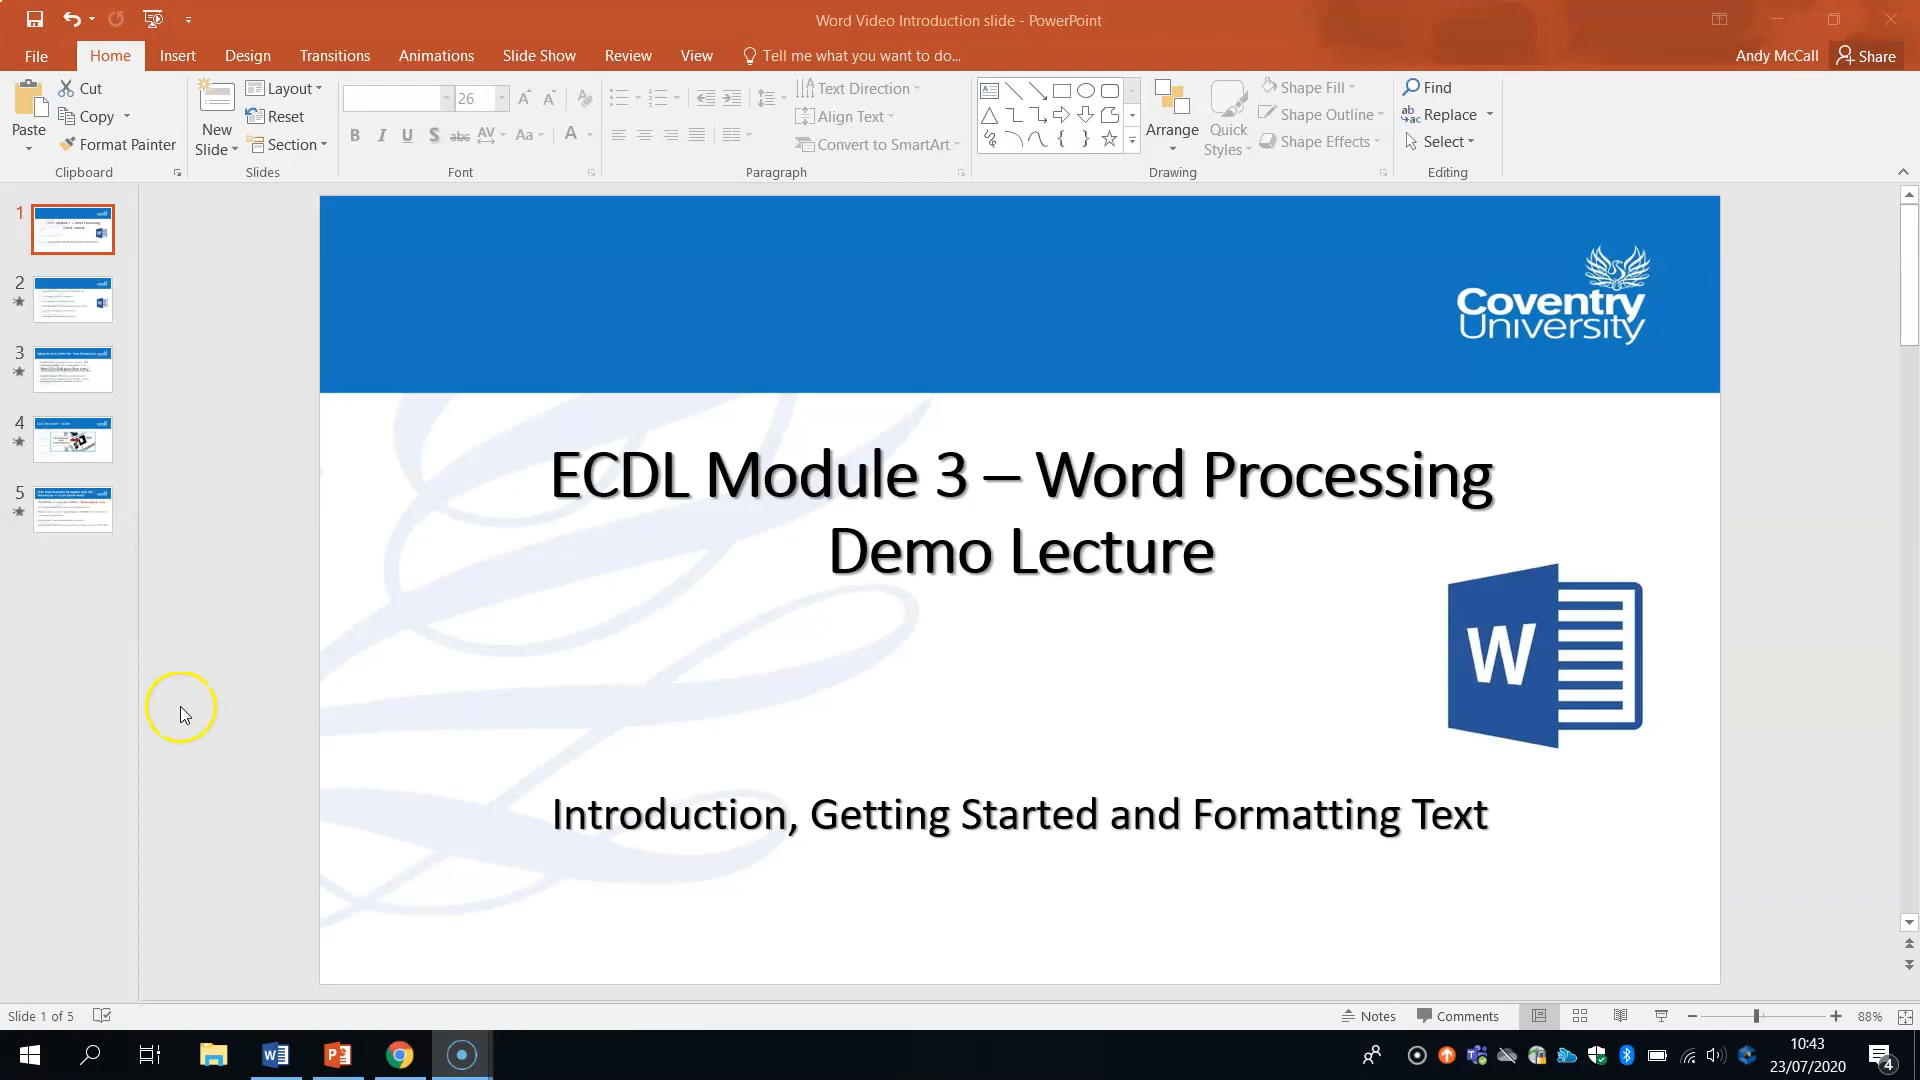 Word Video Introduction slide - PowerPoint
File Home Insert Design Transitions Animations Slide Show Review View Tell me what you want to do...
Andy McCall Share
Paste
Cut
Copy
Format Painter
Clipboard
New Slide
Layout
Reset
Section
Slides
26
B I U S abc AV Aa A
Font
Text Direction
Align Text
Convert to SmartArt
Paragraph
Arrange
Quick Styles
Shape Fill
Shape Outline
Shape Effects
Drawing
Find
Replace
Select
Editing
1
2
3
4
5
Coventry
University
ECDL Module 3 – Word Processing
Demo Lecture
W
Introduction, Getting Started and Formatting Text
Slide 1 of 5
Notes Comments 88%
10:43
23/07/2020
4